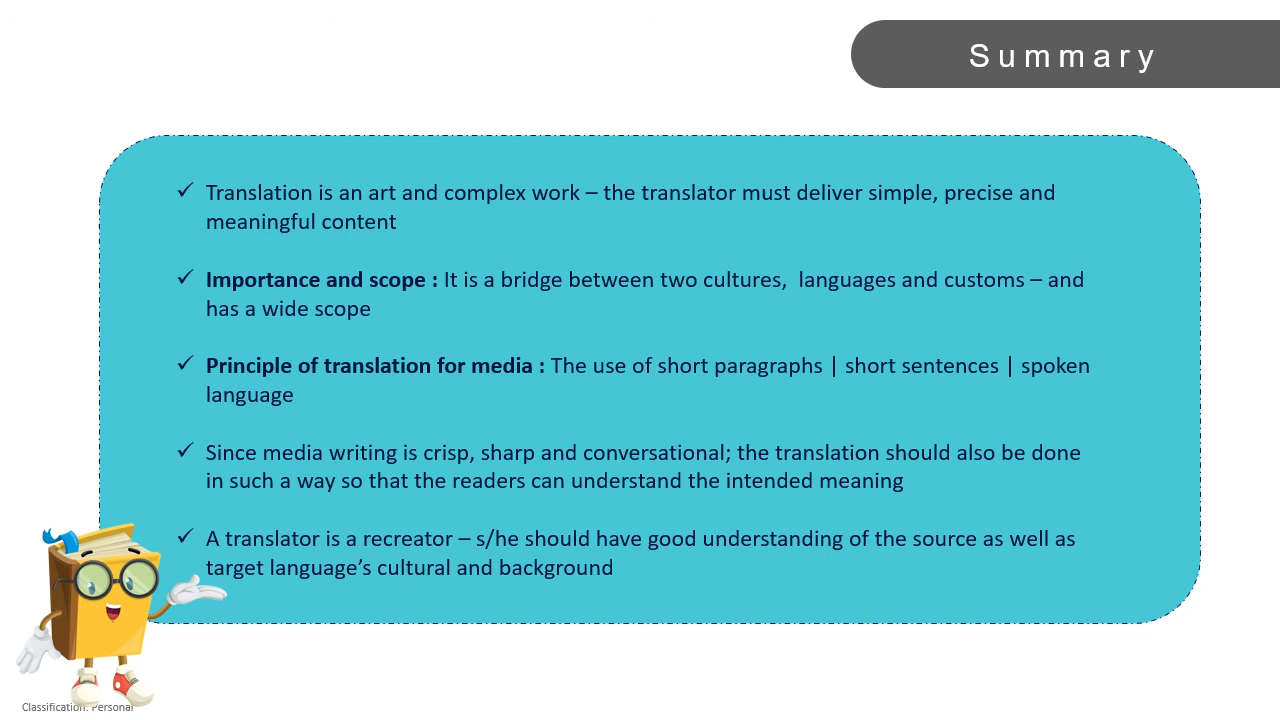 Summary
✓ Translation is an art and complex work – the translator must deliver simple, precise and
meaningful content
✓ Importance and scope : It is a bridge between two cultures,  languages and customs – and
has a wide scope
✓ Principle of translation for media : The use of short paragraphs | short sentences | spoken
language
✓ Since media writing is crisp, sharp and conversational; the translation should also be done
in such a way so that the readers can understand the intended meaning
✓ A translator is a recreator – s/he should have good understanding of the source as well as
target language’s cultural and background
Classification: Personal